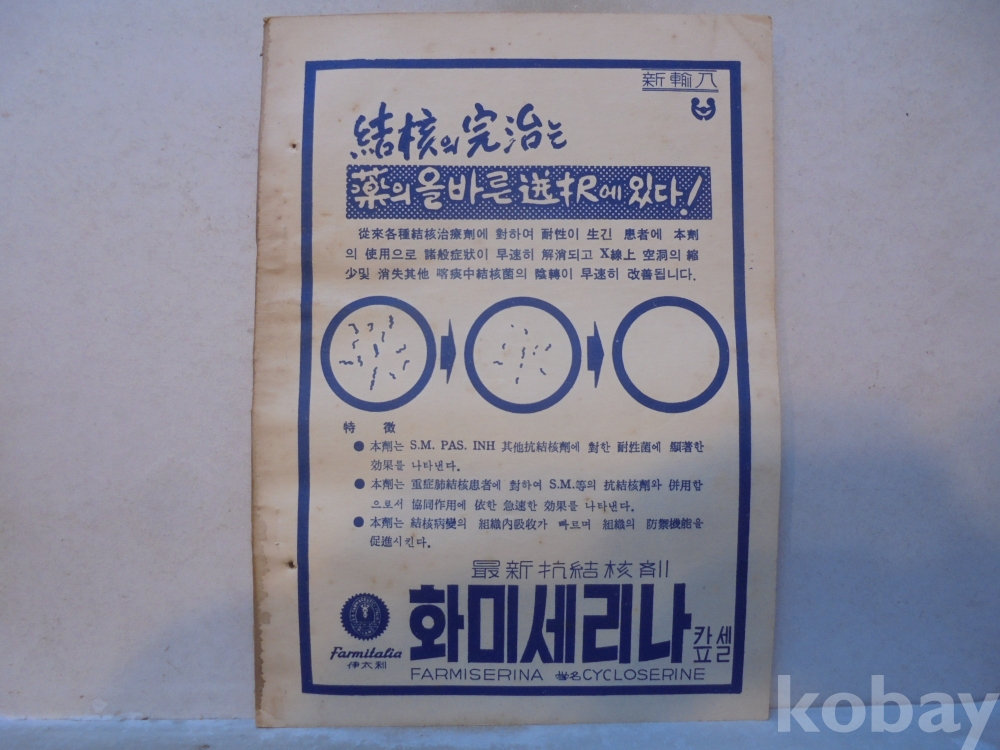 新輸入
結核의 完治는
薬의 올바른 選択에 있다!
從來各種結核治療劑에 對하여 耐性이 生긴 患者에 本劑
의 使用으로 諸般症狀이 早速히 解消되고 X線上 空洞의 縮
少및 消失其他 喀痰中結核菌의 陰轉이 早速히 改善됩니다.
特 徵
● 本劑는 S.M. PAS. INH 其他抗結核劑에 對한 耐性菌에 顯著한
効果를 나타낸다.
● 本劑는 重症肺結核患者에 對하여 S.M.等의 抗結核劑와 併用함
으로서 協同作用에 依한 急速한 効果를 나타낸다.
● 本劑는 結核病變의 組織內吸收가 빠르며 組織의 防禦機能을
促進시킨다.
最新抗結核剤
화미세리나 캎셀
Farmitalia
伊太利
FARMISERINA 學名CYCLOSERINE
kobay